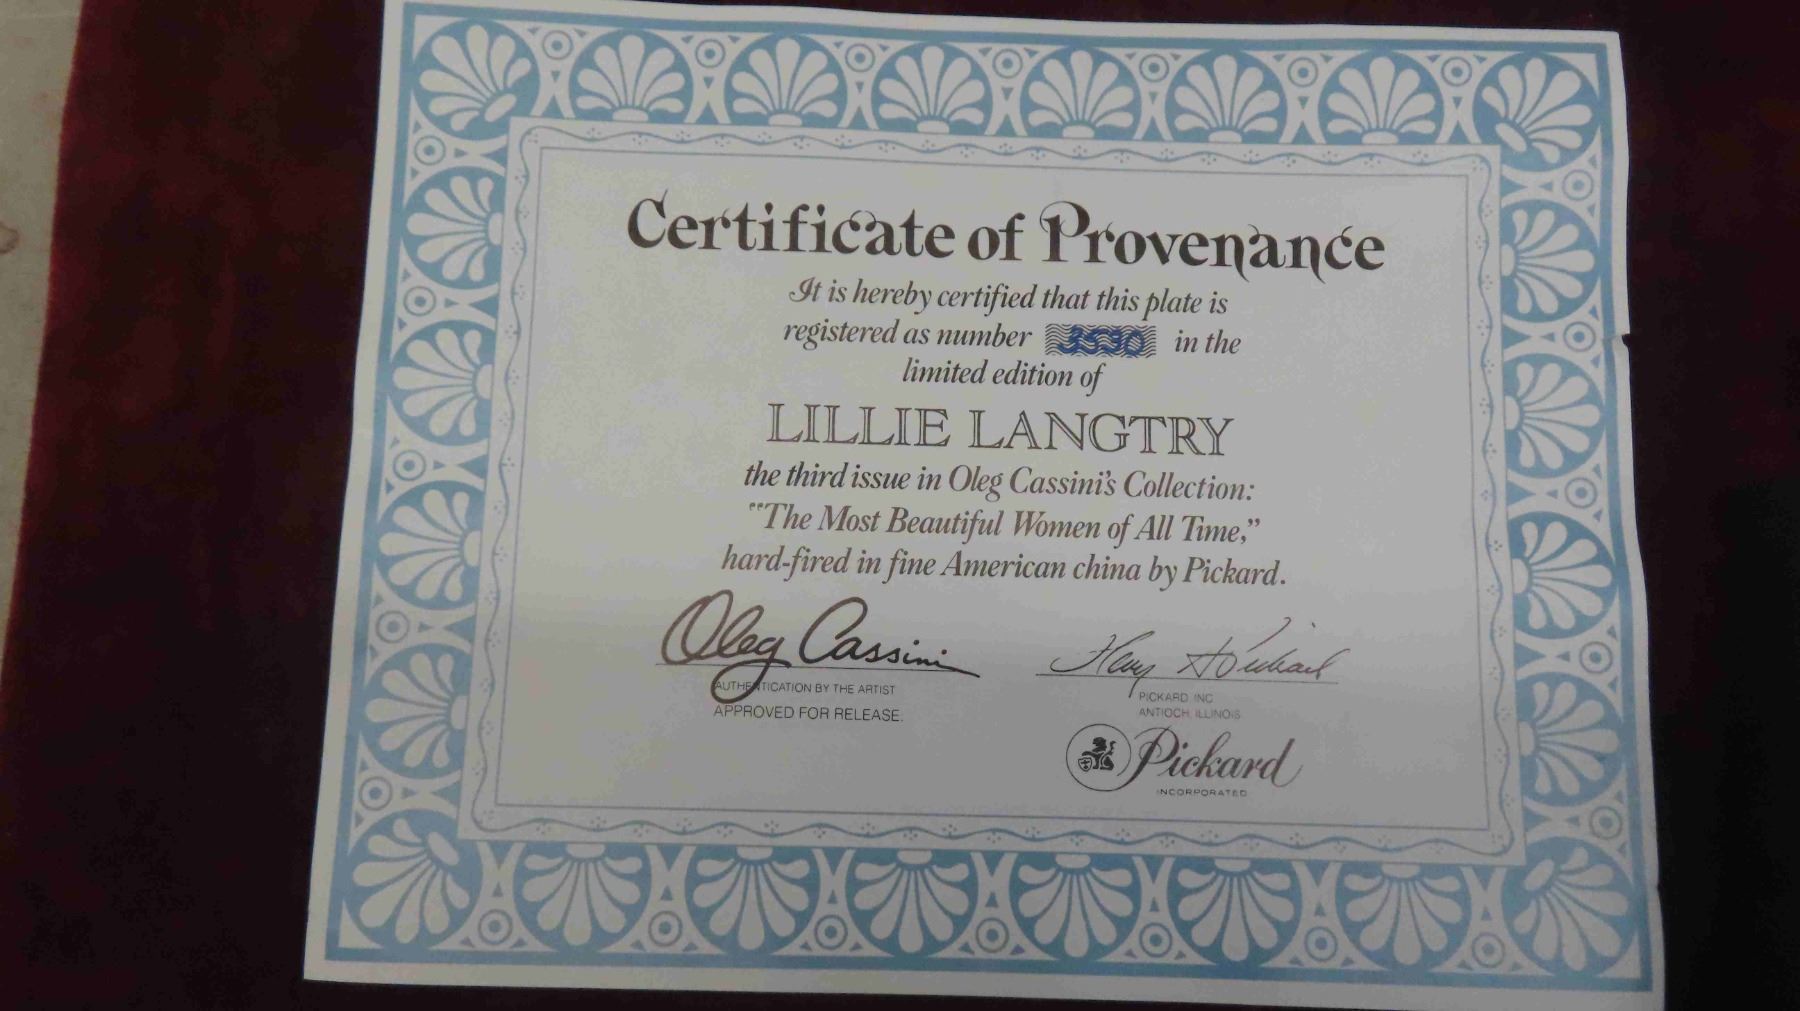 Certificate of Provenance
It is hereby certified that this plate is
registered as number 3530 in the
limited edition of
LILLIE LANGTRY
the third issue in Oleg Cassini's Collection:
“The Most Beautiful Women of All Time,”
hard-fired in fine American china by Pickard.
Oleg Cassini
AUTHENTICATION BY THE ARTIST
APPROVED FOR RELEASE.
PICKARD INC
ANTIOCH, ILLINOIS
Pickard
INCORPORATED